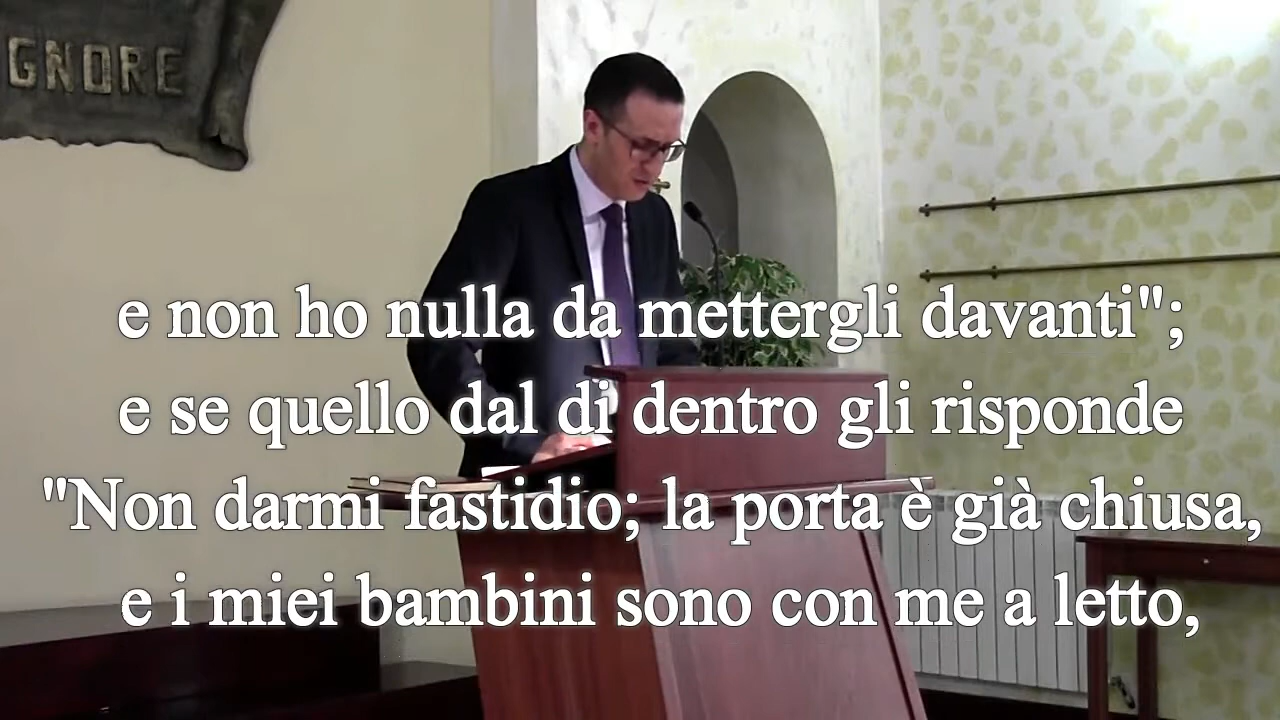 GNORE
e non ho nulla da mettergli davanti";
e se quello dal di dentro gli risponde
"Non darmi fastidio; la porta è già chiusa,
e i miei bambini sono con me a letto,